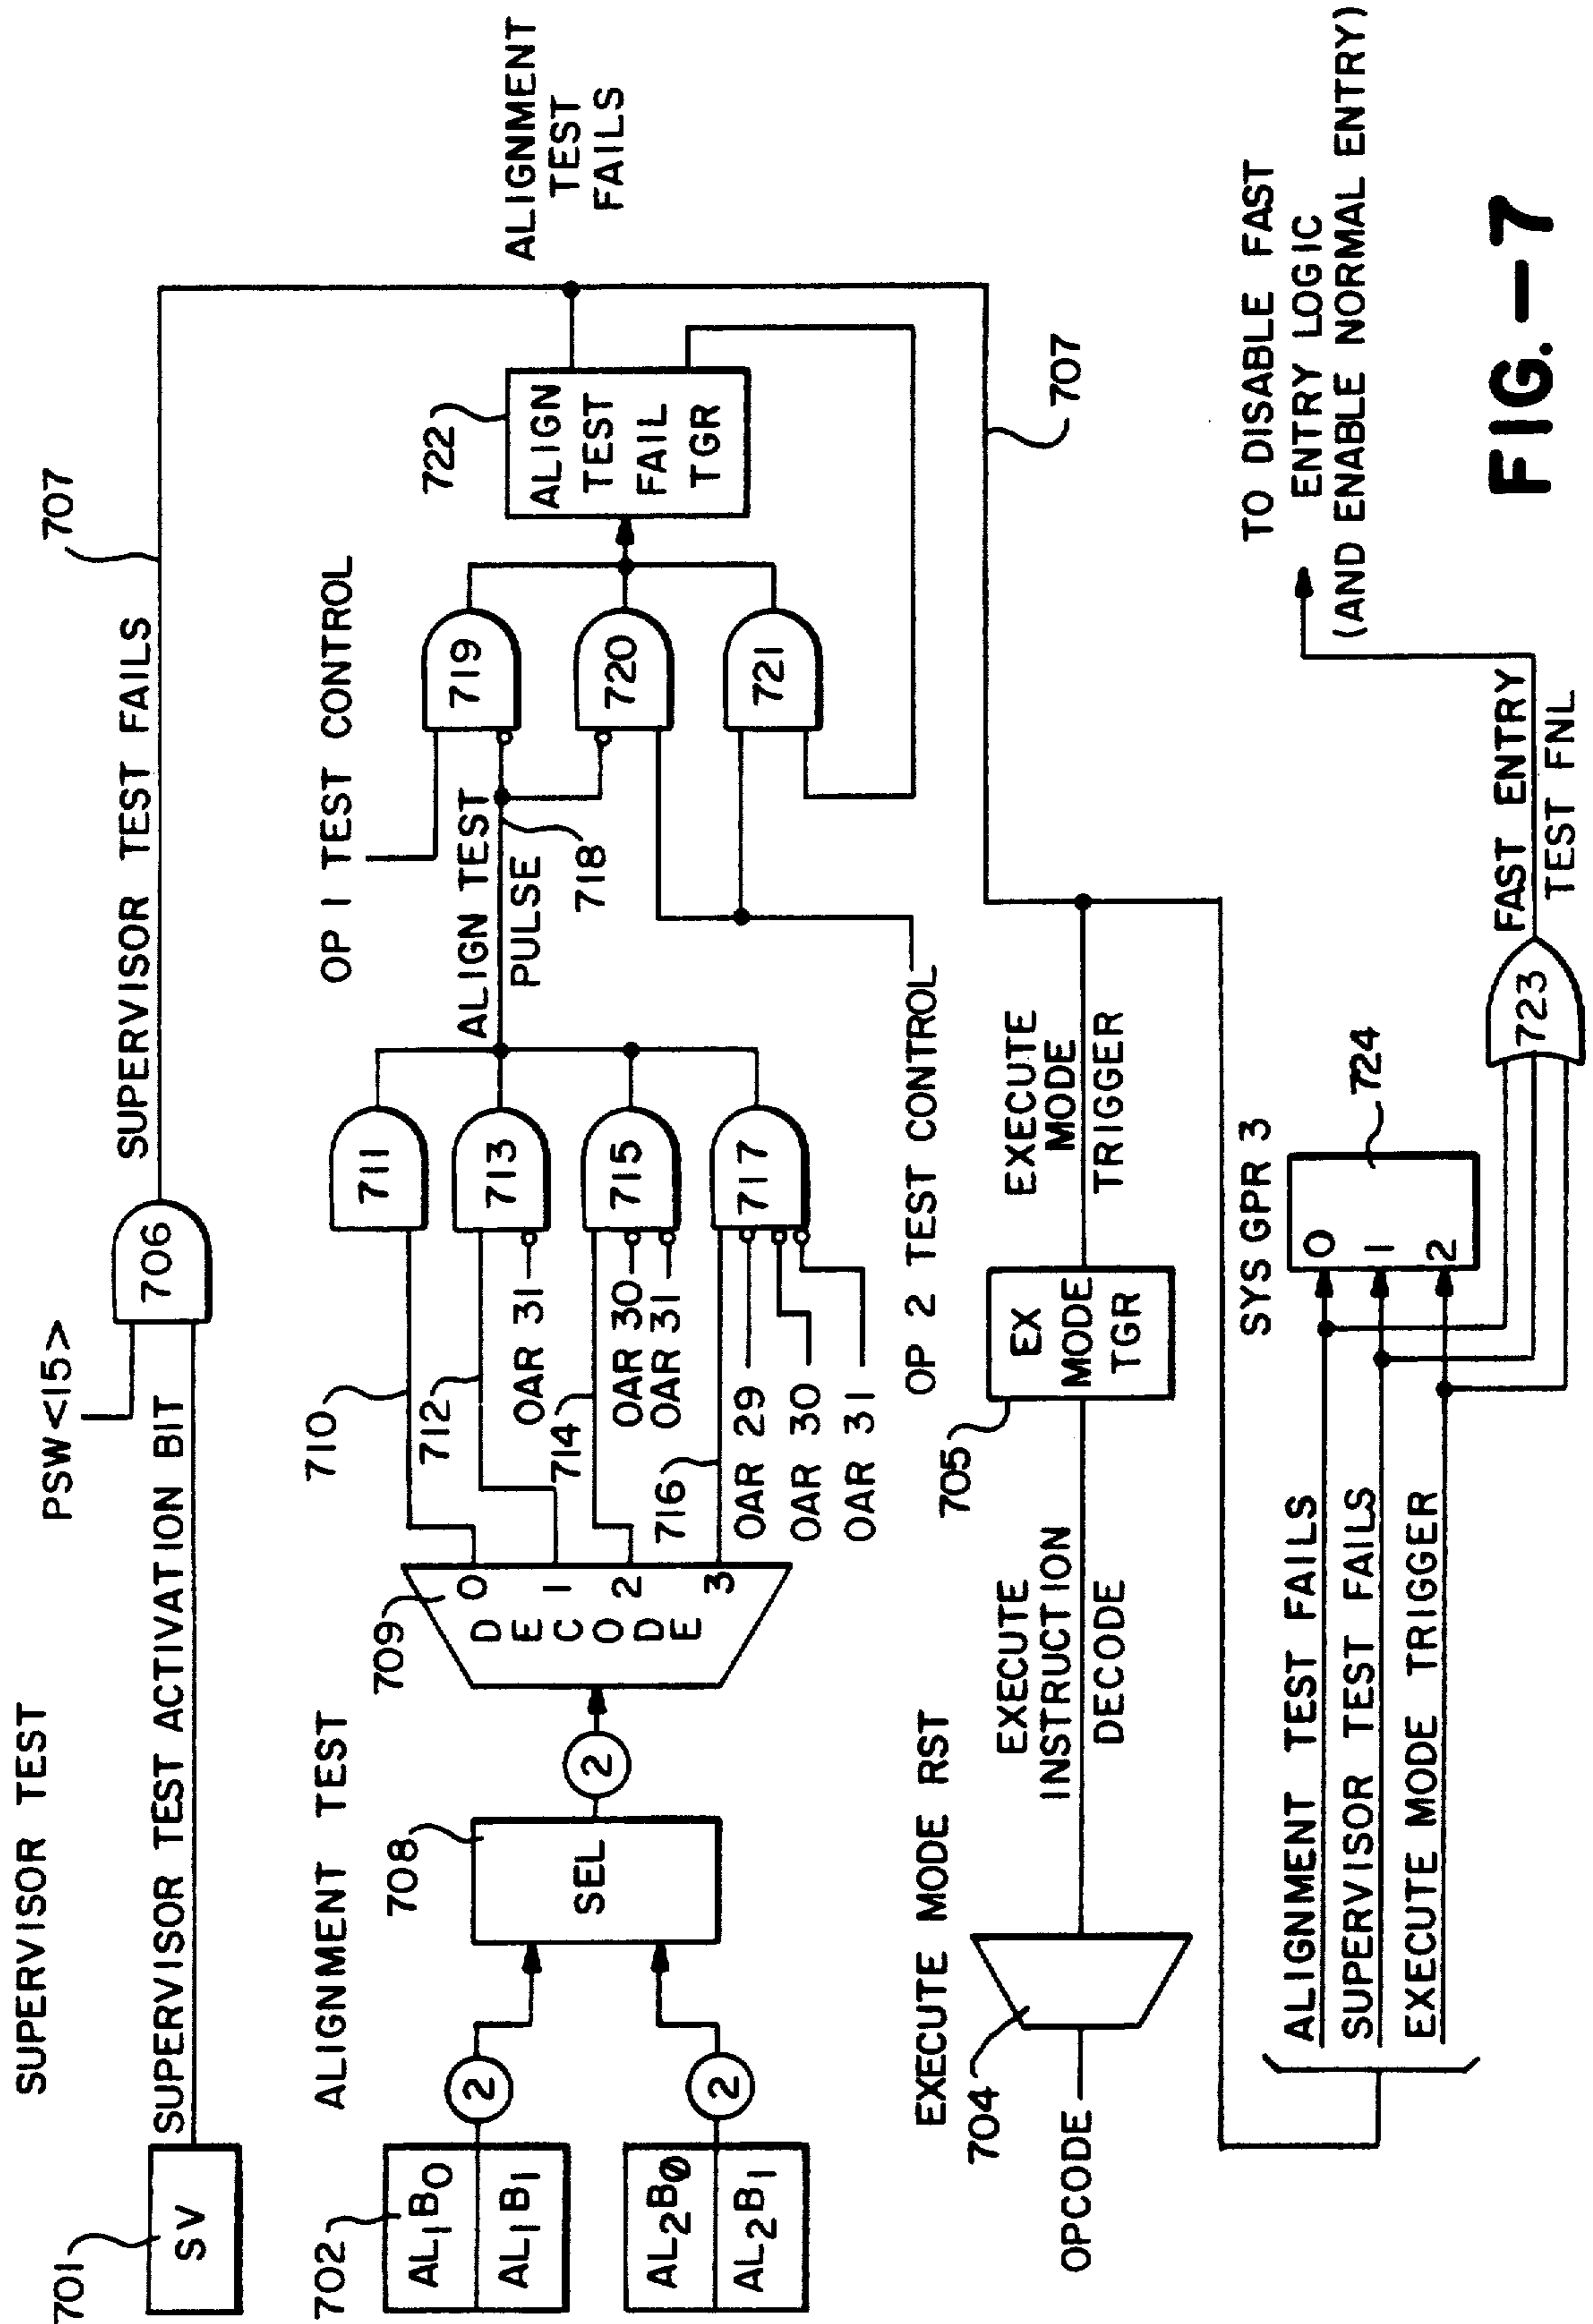 SUPERVISOR TEST
701
SV
SUPERVISOR TEST ACTIVATION BIT
PSW<15>
706
SUPERVISOR TEST FAILS
707
ALIGNMENT TEST
702
AL1B0
AL1B1
AL2BØ
AL2B1
2
2
708
SEL
2
709
DECODE
0
1
2
3
710
712
OAR 31
714
OAR 30
OAR 31
716
OAR 29
OAR 30
OAR 31
711
713
715
717
ALIGN TEST
PULSE
718
OP 1 TEST CONTROL
OP 2 TEST CONTROL
719
720
721
722
ALIGN
TEST
FAIL
TGR
ALIGNMENT
TEST
FAILS
707
EXECUTE MODE RST
704
OPCODE
EXECUTE
INSTRUCTION
DECODE
705
EX
MODE
TGR
EXECUTE
MODE
TRIGGER
ALIGNMENT TEST FAILS
SUPERVISOR TEST FAILS
EXECUTE MODE TRIGGER
SYS GPR 3
0
1
2
724
723
FAST ENTRY
TEST FNL
TO DISABLE FAST
ENTRY LOGIC
(AND ENABLE NORMAL ENTRY)
FIG.-7